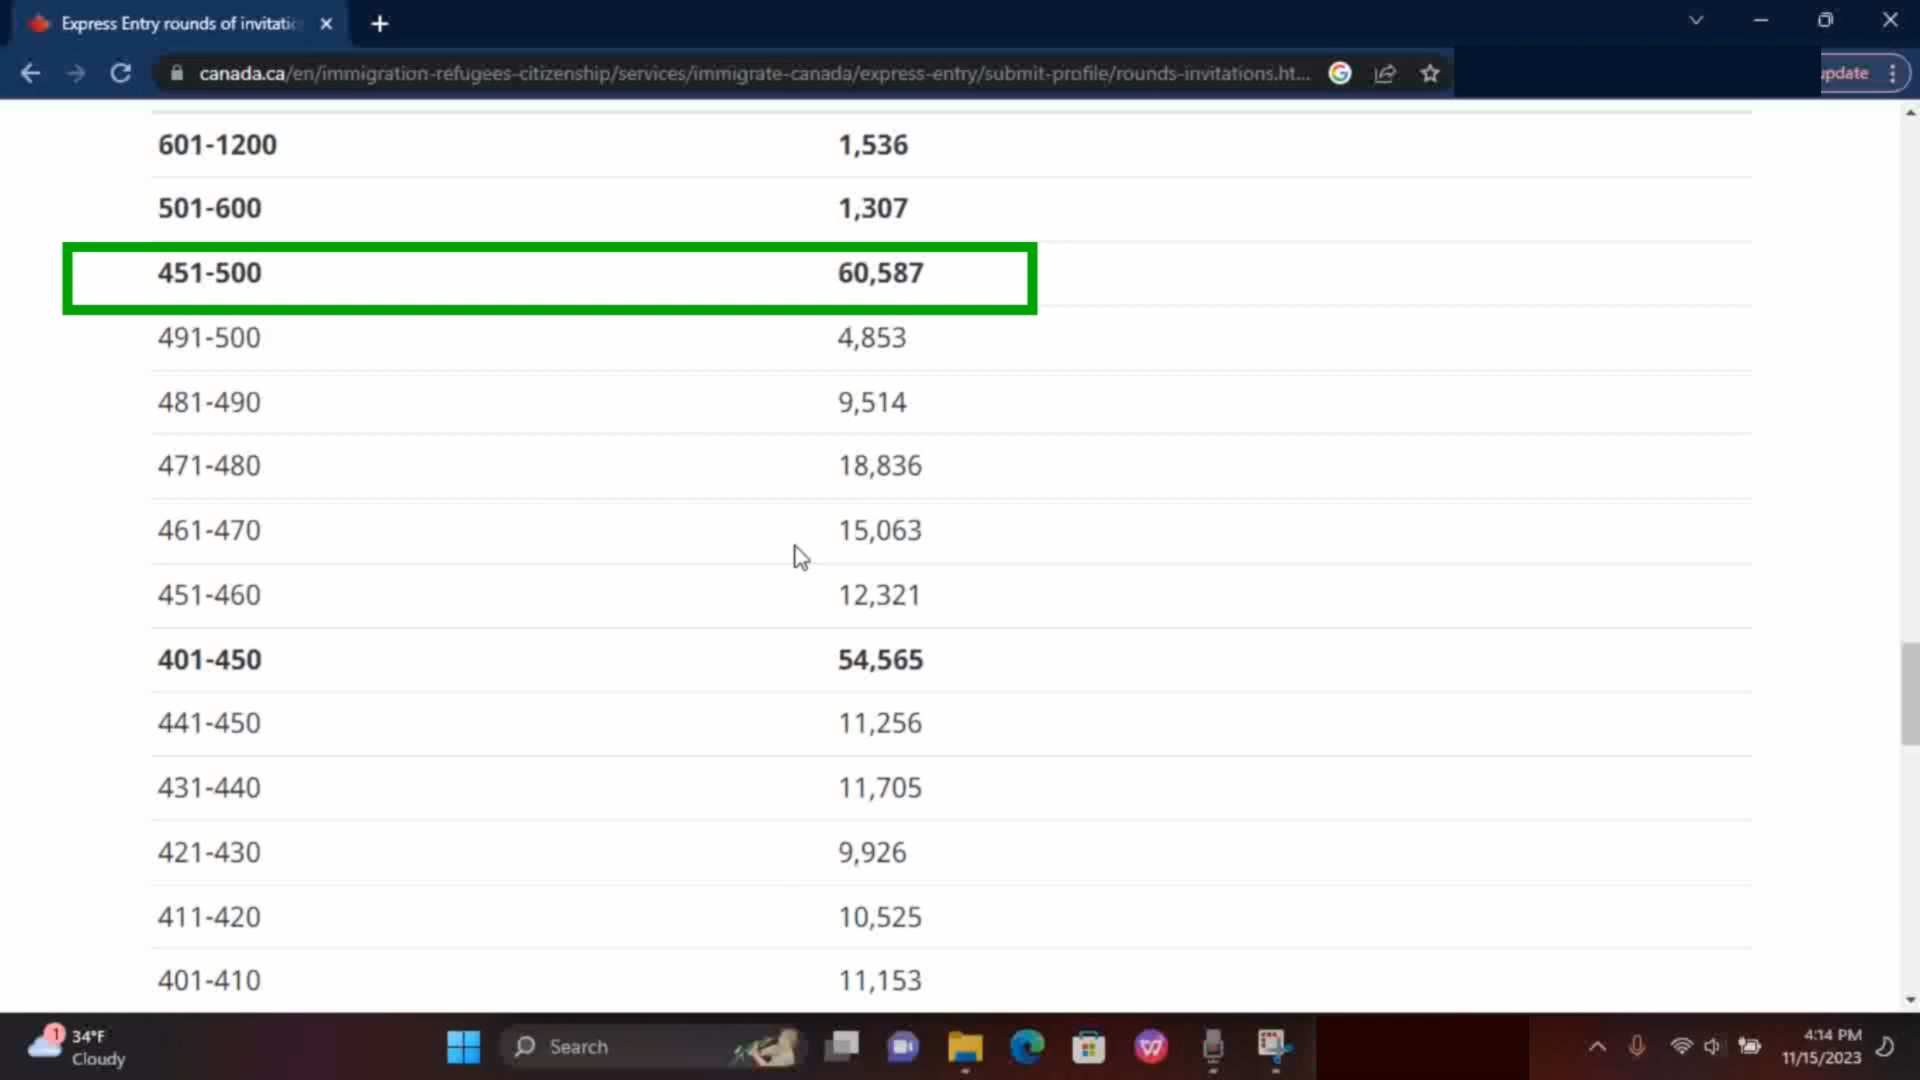 Express Entry rounds of invitatio
canada.ca/en/immigration-refugees-citizenship/services/immigrate-canada/express-entry/submit-profile/rounds-invitations.ht...
update
601-1200 1,536
501-600 1,307
451-500 60,587
491-500 4,853
481-490 9,514
471-480 18,836
461-470 15,063
451-460 12,321
401-450 54,565
441-450 11,256
431-440 11,705
421-430 9,926
411-420 10,525
401-410 11,153
1
34°F
Cloudy
Search
4:14 PM
11/15/2023